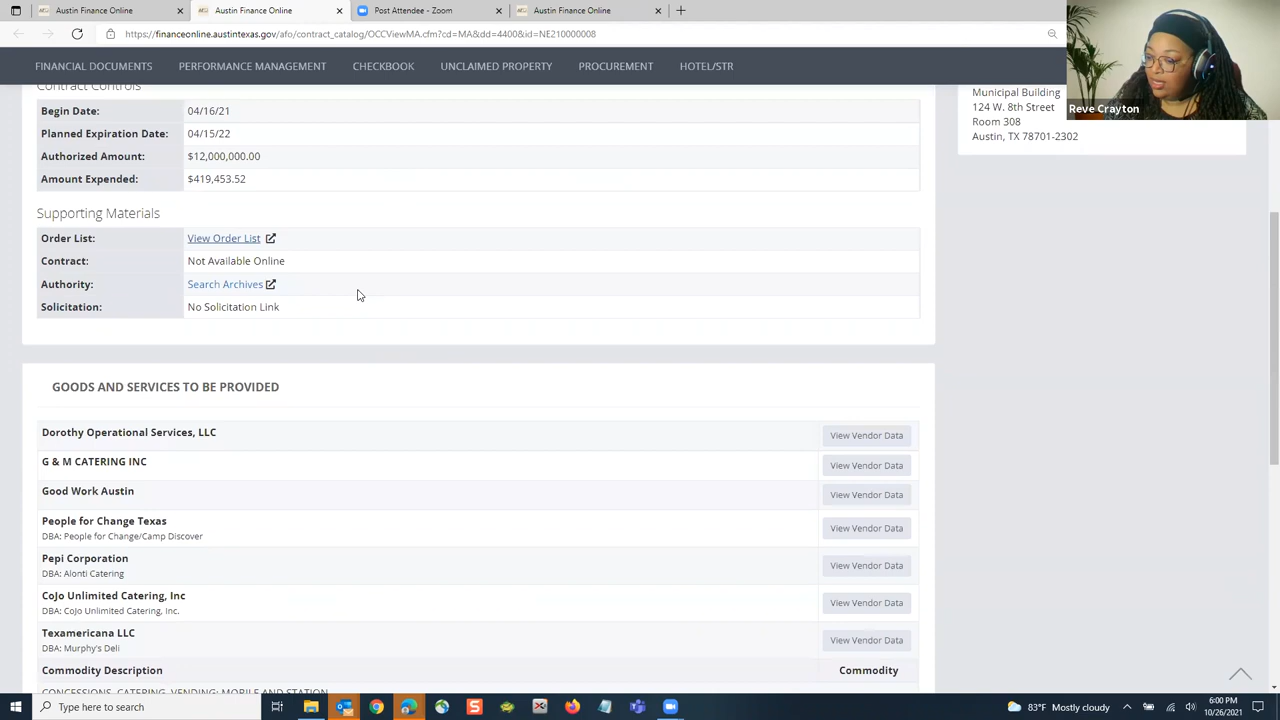 Austin Finance Online
Austin Finance Online
Post Attendee - Zoom
Austin Finance Online
https://financeonline.austintexas.gov/afo/contract_catalog/OCCViewMA.cfm?cd=MA&dd=4400&id=NE210000008
FINANCIAL DOCUMENTS PERFORMANCE MANAGEMENT CHECKBOOK UNCLAIMED PROPERTY PROCUREMENT HOTEL/STR
Reve Crayton
Contract Controls
Begin Date: 04/16/21
Planned Expiration Date: 04/15/22
Authorized Amount: $12,000,000.00
Amount Expended: $419,453.52
Municipal Building
124 W. 8th Street
Room 308
Austin, TX 78701-2302
Supporting Materials
Order List: View Order List
Contract: Not Available Online
Authority: Search Archives
Solicitation: No Solicitation Link
GOODS AND SERVICES TO BE PROVIDED
Dorothy Operational Services, LLC View Vendor Data
G & M CATERING INC View Vendor Data
Good Work Austin View Vendor Data
People for Change Texas
DBA: People for Change/Camp Discover View Vendor Data
Pepi Corporation
DBA: Alonti Catering View Vendor Data
CoJo Unlimited Catering, Inc
DBA: CoJo Unlimited Catering, Inc. View Vendor Data
Texamericana LLC
DBA: Murphy's Deli View Vendor Data
Commodity Description Commodity
CONCESSIONS, CATERING, VENDING: MOBILE AND STATION
Type here to search
83°F Mostly cloudy
6:00 PM
10/26/2021